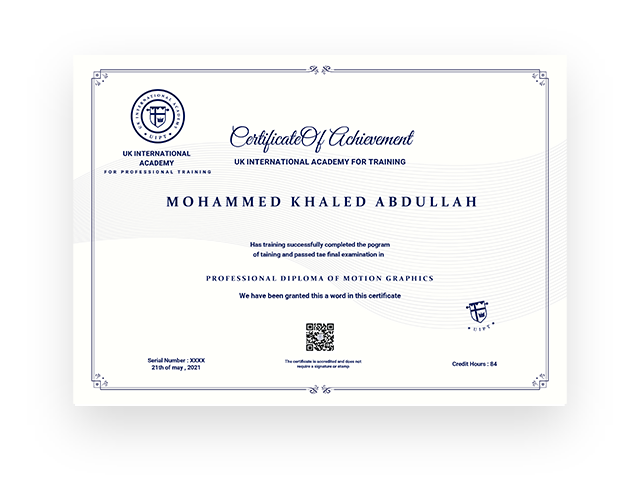 UK INTERNATIONAL ACADEMY
UIPT
UK INTERNATIONAL
ACADEMY
FOR PROFESSIONAL TRAINING
Certificate Of Achievement
UK INTERNATIONAL ACADEMY FOR TRAINING
MOHAMMED KHALED ABDULLAH
Has training successfully completed the pogram
of taining and passed tae final examination in
PROFESSIONAL DIPLOMA OF MOTION GRAPHICS
We have been granted this a word in this certificate
UIPT
Serial Number : XXXX
21th of may , 2021
The certificate is accredited and does not
require a signature or stamp.
Credit Hours : 84